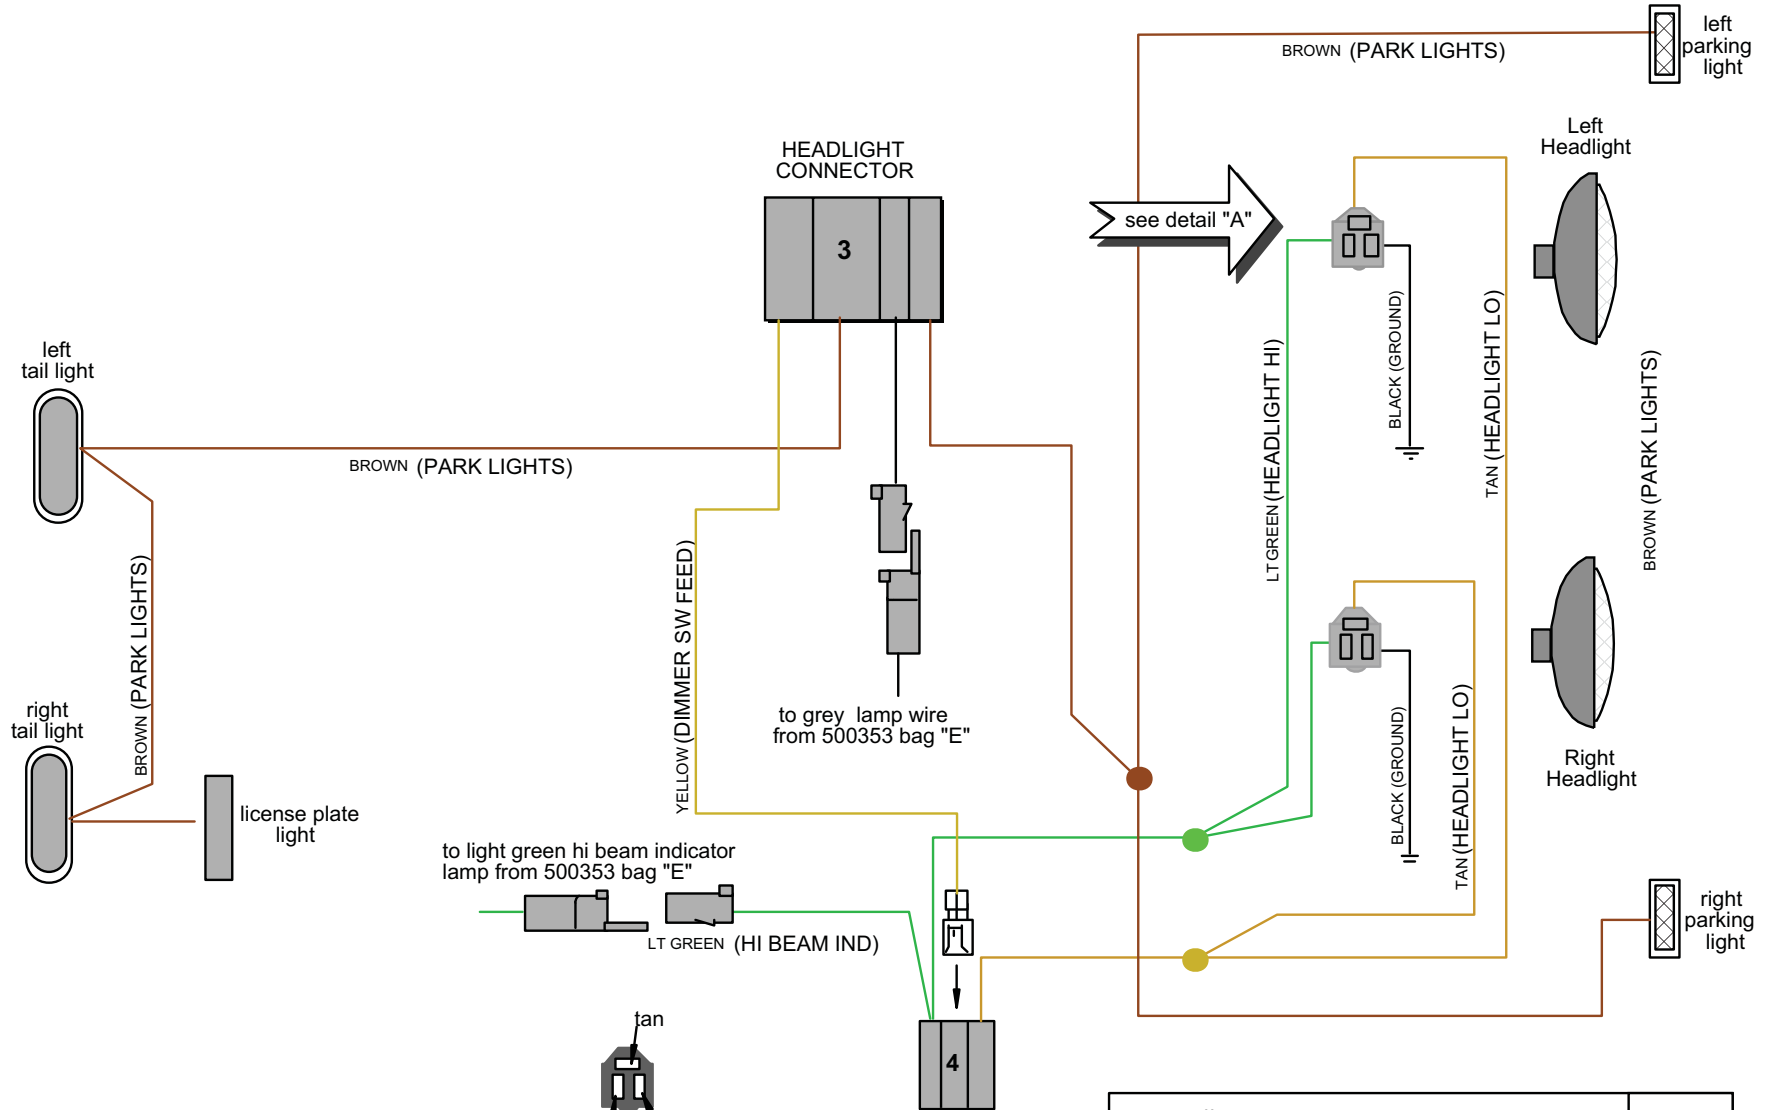 left
parking
light
BROWN (PARK LIGHTS)
Left
Headlight
HEADLIGHT
CONNECTOR
see detail "A"
3
BLACK (GROUND)
TAN (HEADLIGHT LO)
LT GREEN (HEADLIGHT HI)
BROWN (PARK LIGHTS)
left
tail light
BROWN (PARK LIGHTS)
YELLOW (DIMMER SW FEED)
BROWN (PARK LIGHTS)
right
tail light
to grey lamp wire
from 500353 bag "E"
BLACK (GROUND)
TAN (HEADLIGHT LO)
Right
Headlight
license plate
light
to light green hi beam indicator
lamp from 500353 bag "E"
LT GREEN (HI BEAM IND)
right
parking
light
tan
4